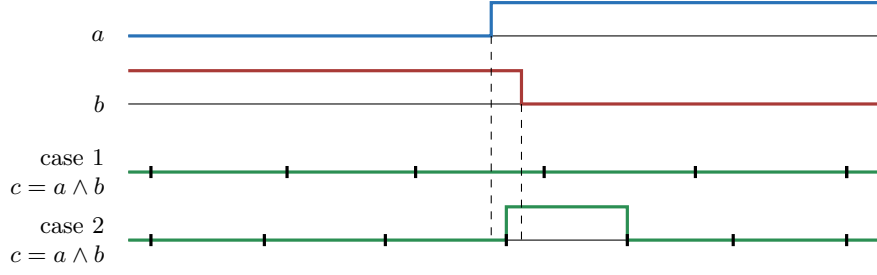 a
b
case 1
c = a ∧ b
case 2
c = a ∧ b